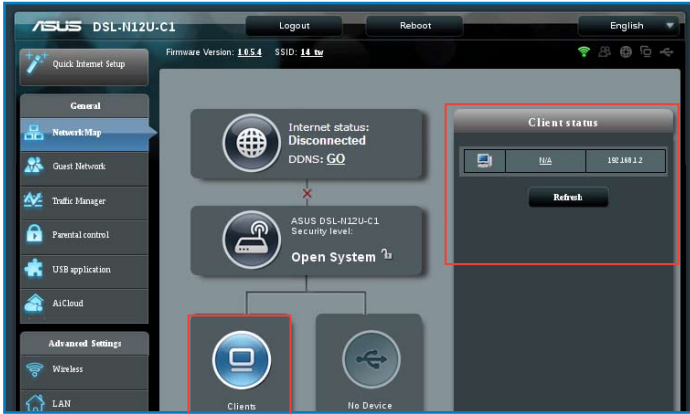 ASUS DSL-N12U-C1
Logout
Reboot
English
Firmware Version: 1.0.5.4 SSID: 14 tw
Quick Internet Setup
General
Network Map
Guest Network
Traffic Manager
Parental control
USB application
AiCloud
Advanced Settings
Wireless
LAN
Internet status:
Disconnected
DDNS: GO
ASUS DSL-N12U-C1
Security level:
Open System
Clients
No Device
Client status
N/A
192.168.1.2
Refresh